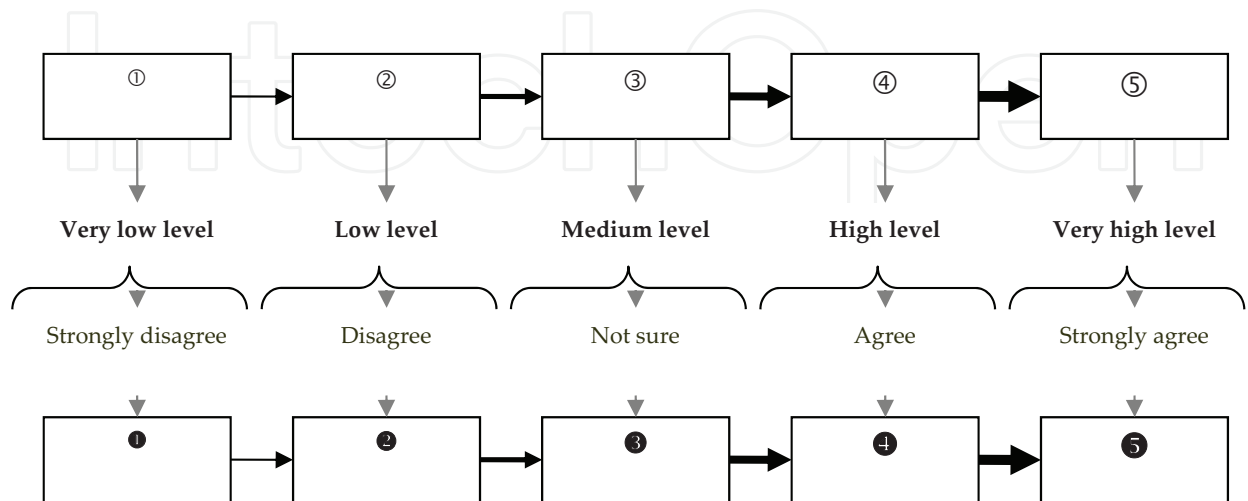 IntechOpen
① ② ③ ④ ⑤
Very low level Low level Medium level High level Very high level
Strongly disagree Disagree Not sure Agree Strongly agree
❶ ❷ ❸ ❹ ❺